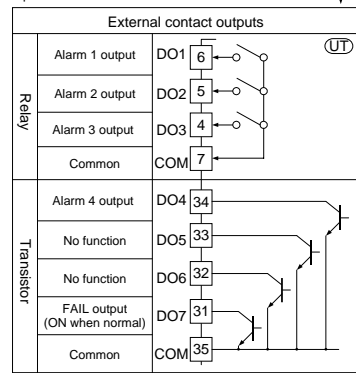 External contact outputs
UT
Relay
Alarm 1 output DO1 6
Alarm 2 output DO2 5
Alarm 3 output DO3 4
Common COM 7
Transistor
Alarm 4 output DO4 34
No function DO5 33
No function DO6 32
FAIL output
(ON when normal) DO7 31
Common COM 35